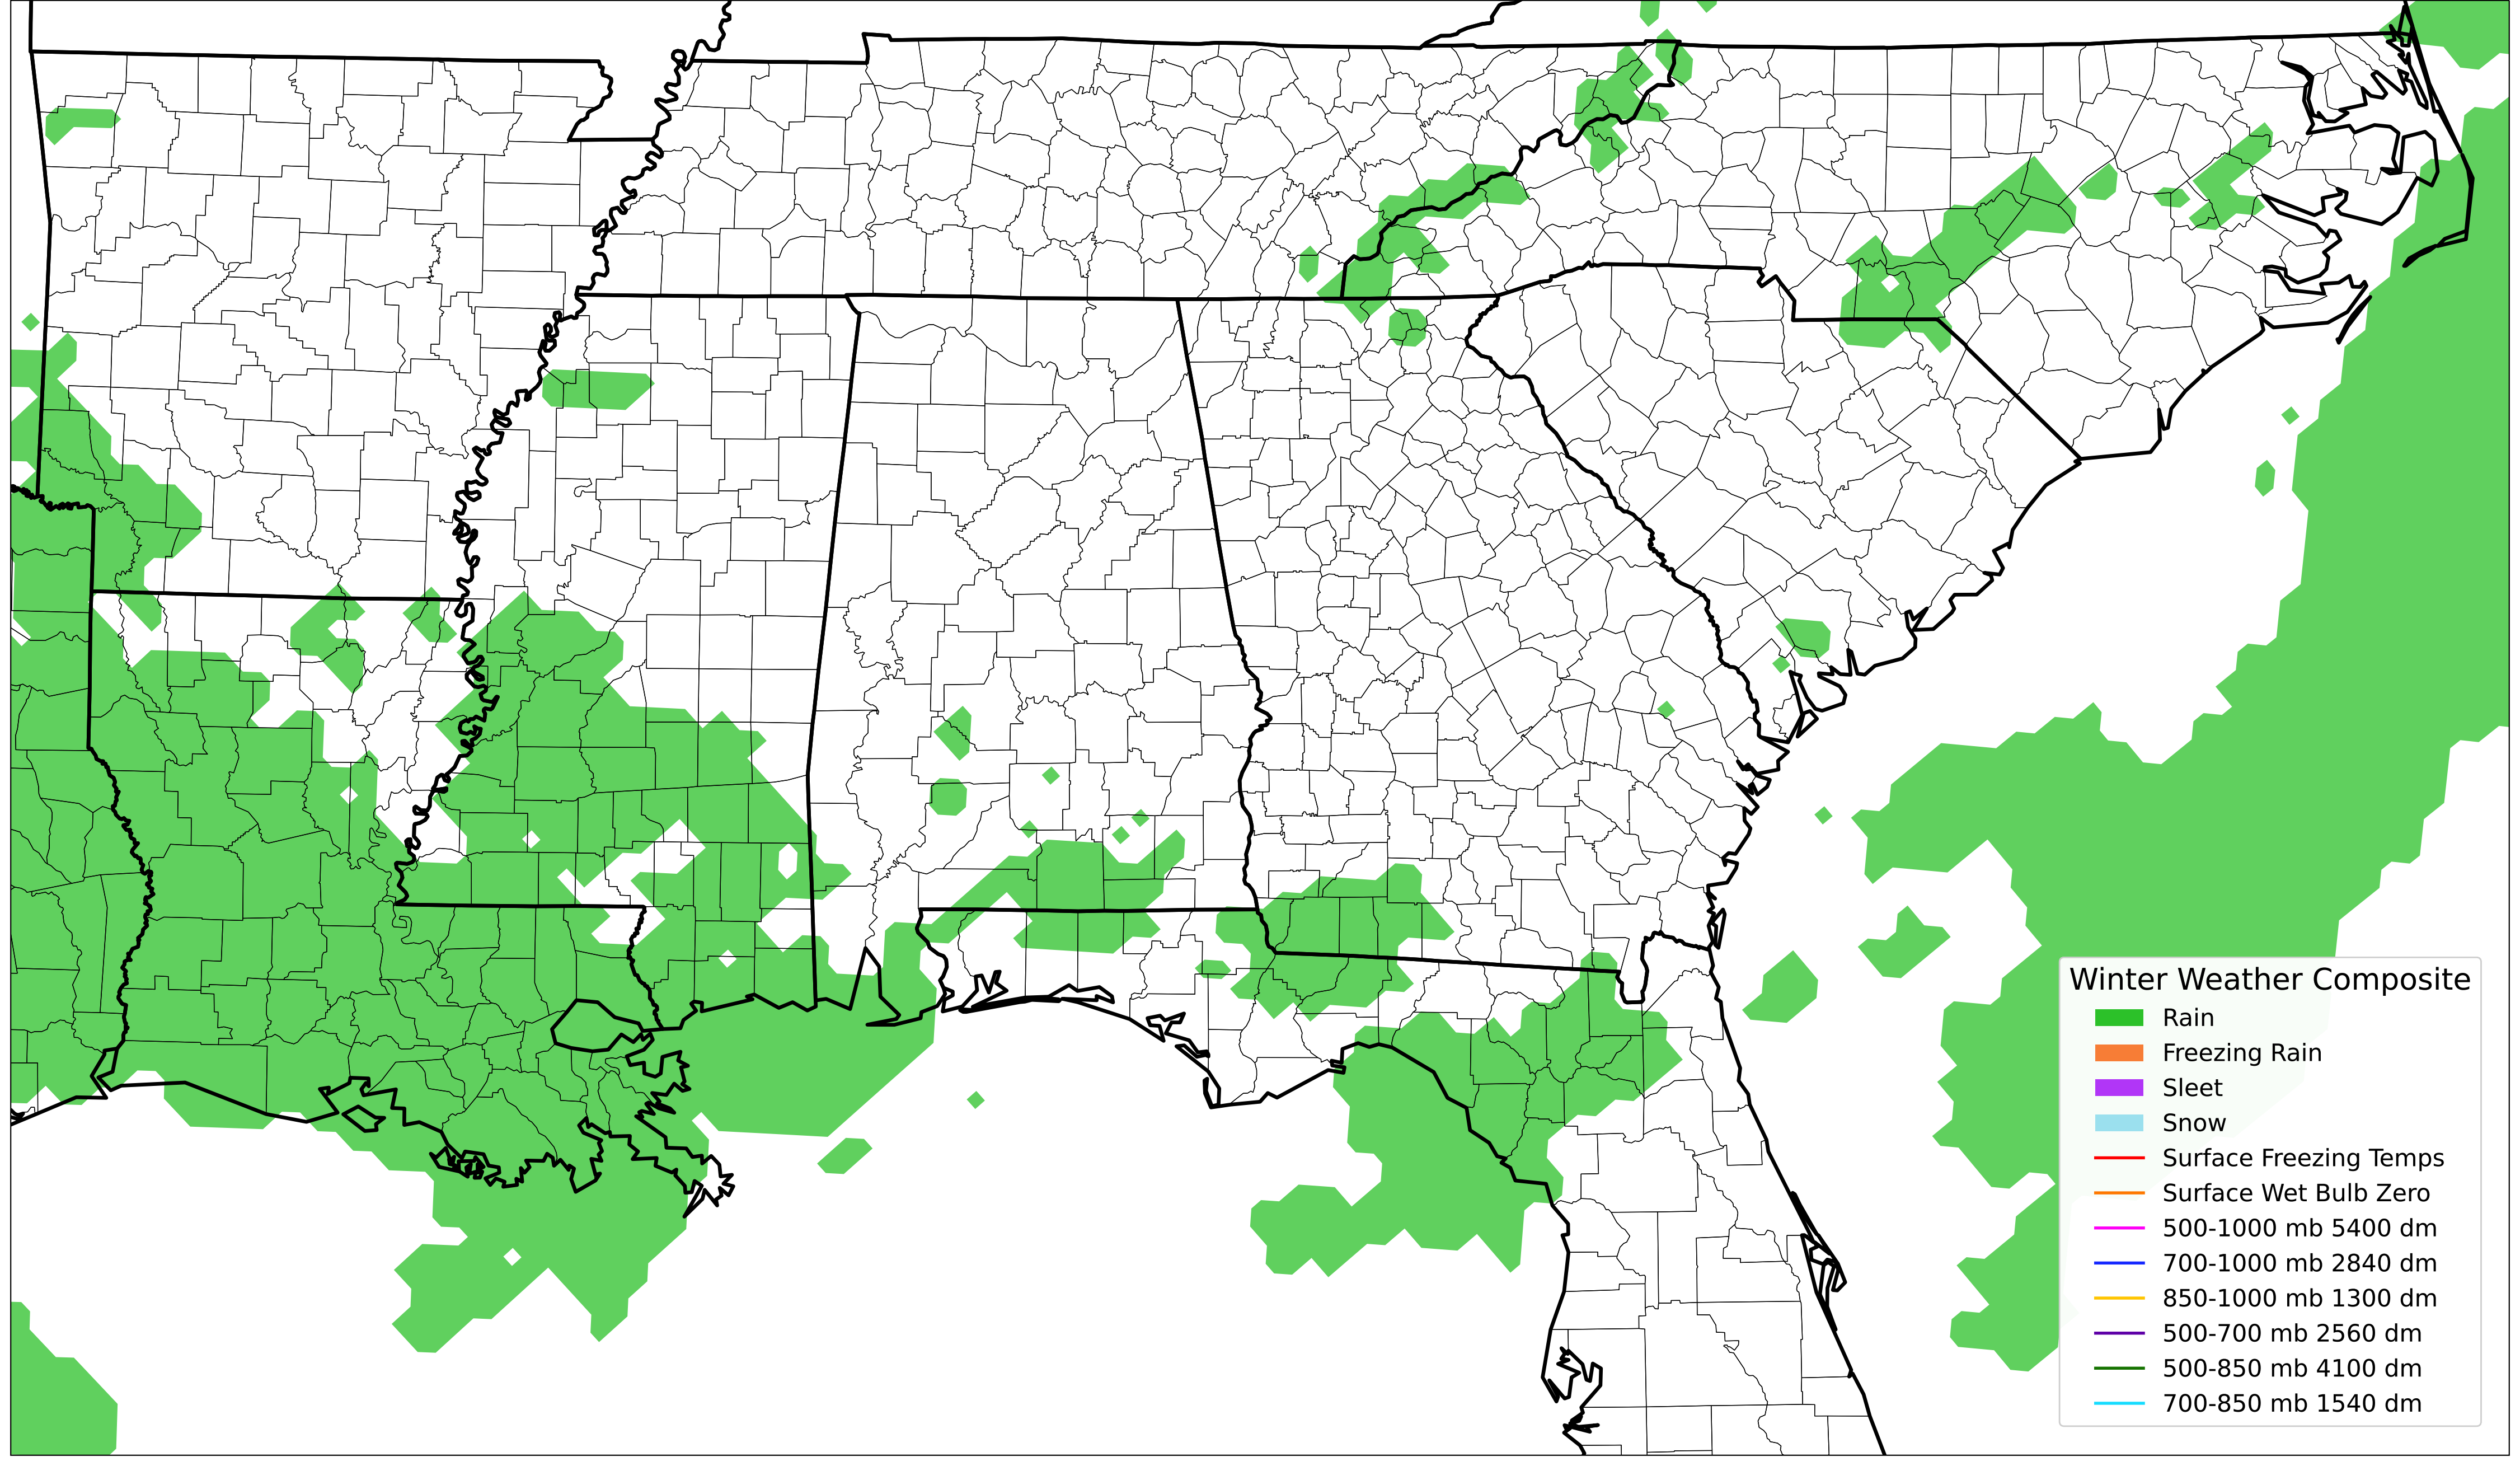 Winter Weather Composite
Rain
Freezing Rain
Sleet
Snow
Surface Freezing Temps
Surface Wet Bulb Zero
500-1000 mb 5400 dm
700-1000 mb 2840 dm
850-1000 mb 1300 dm
500-700 mb 2560 dm
500-850 mb 4100 dm
700-850 mb 1540 dm